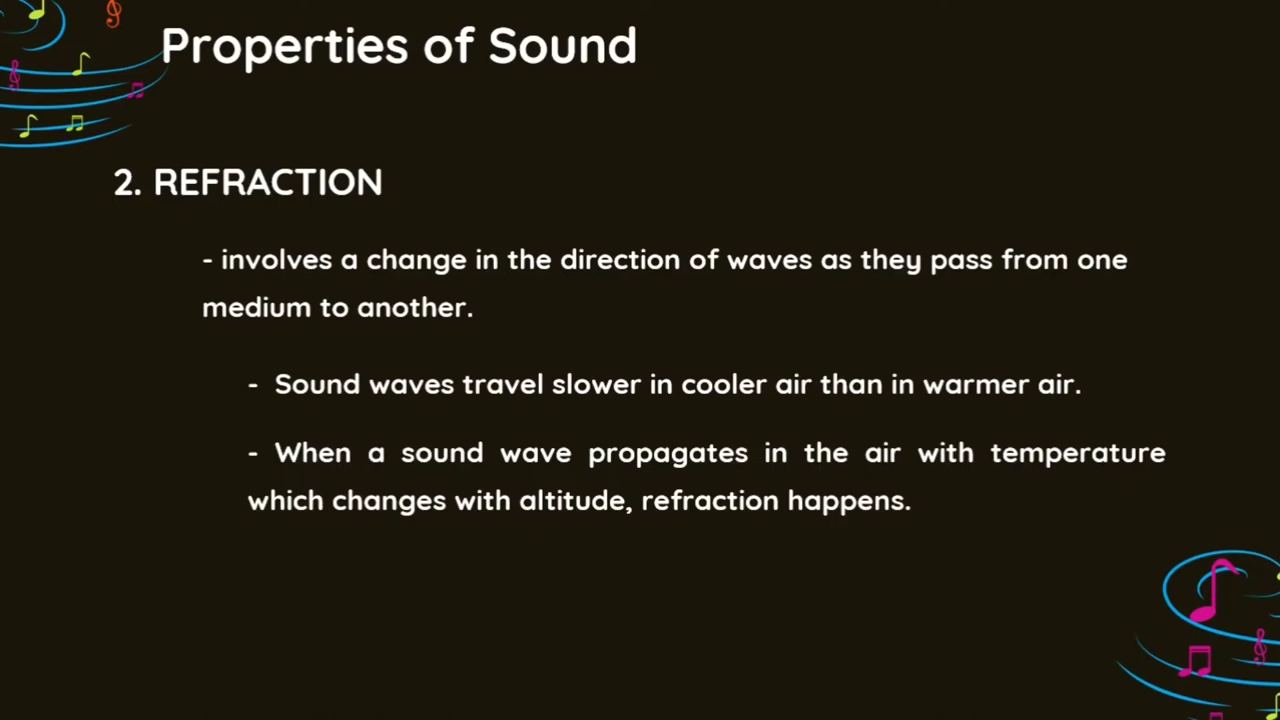 Properties of Sound
2. REFRACTION
- involves a change in the direction of waves as they pass from one
medium to another.
- Sound waves travel slower in cooler air than in warmer air.
- When a sound wave propagates in the air with temperature
which changes with altitude, refraction happens.